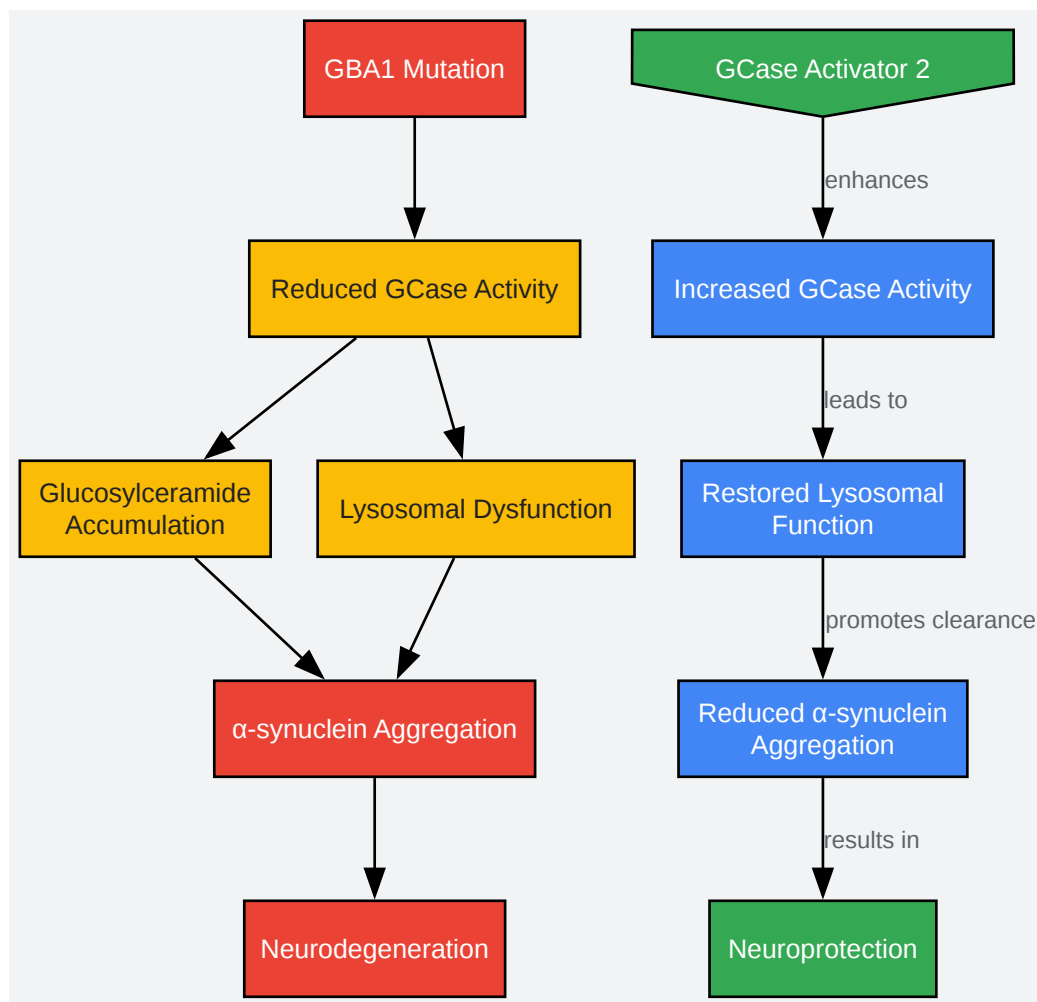 GBA1 Mutation
GCase Activator 2
enhances
Reduced GCase Activity
Increased GCase Activity
leads to
Glucosylceramide
Accumulation
Lysosomal Dysfunction
Restored Lysosomal
Function
promotes clearance
α-synuclein Aggregation
Reduced α-synuclein
Aggregation
results in
Neurodegeneration
Neuroprotection